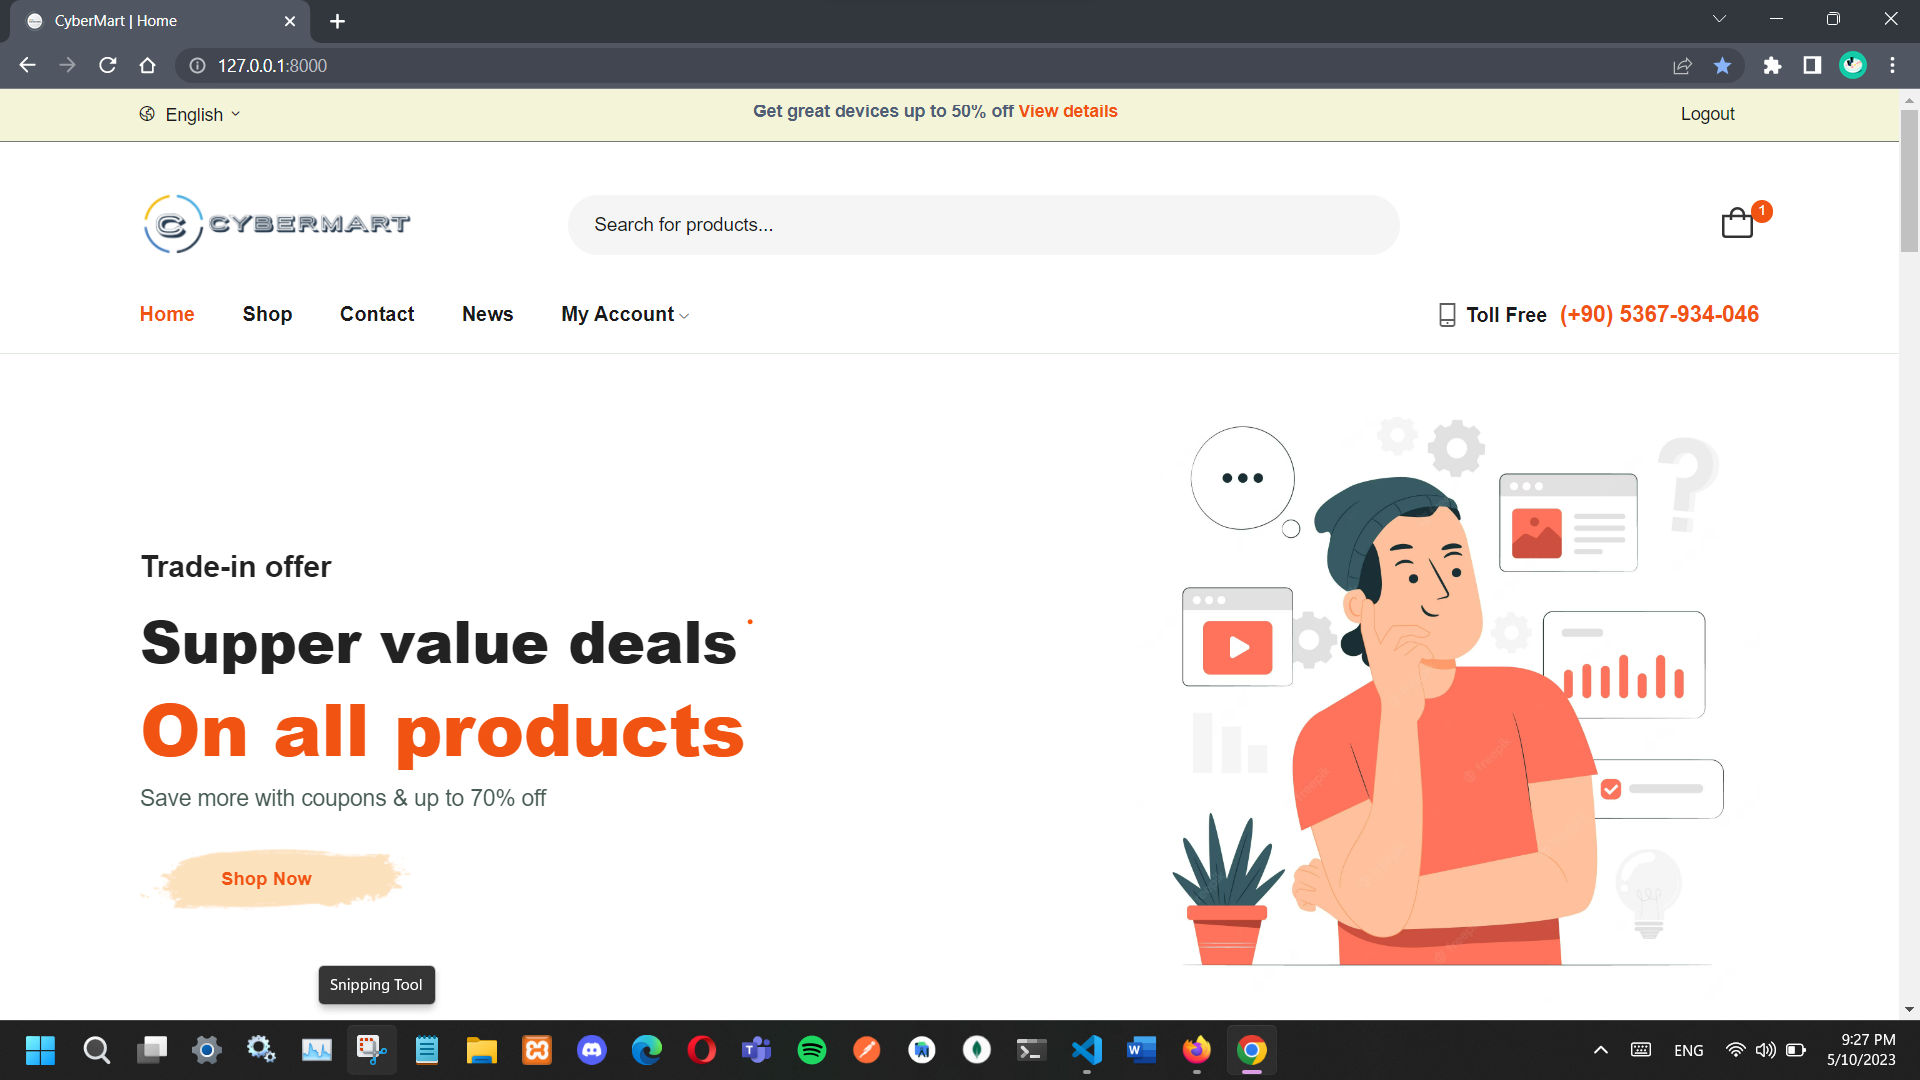 CyberMart | Home
127.0.0.1:8000
English
Get great devices up to 50% off View details
Logout
CYBERMART
Search for products...
1
Home
Shop
Contact
News
My Account
Toll Free (+90) 5367-934-046
Trade-in offer
Supper value deals
On all products
Save more with coupons & up to 70% off
Shop Now
Snipping Tool
ENG
9:27 PM
5/10/2023